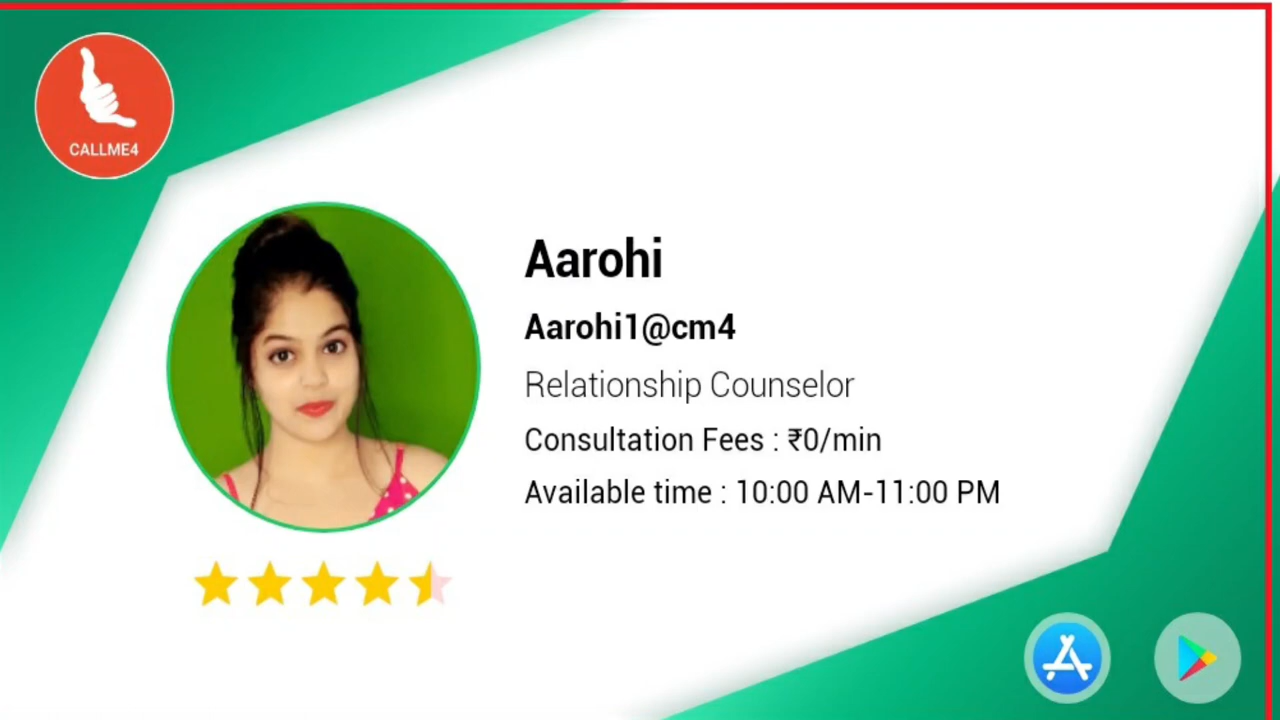 CALLME4
Aarohi
Aarohi1@cm4
Relationship Counselor
Consultation Fees : ₹0/min
Available time : 10:00 AM-11:00 PM